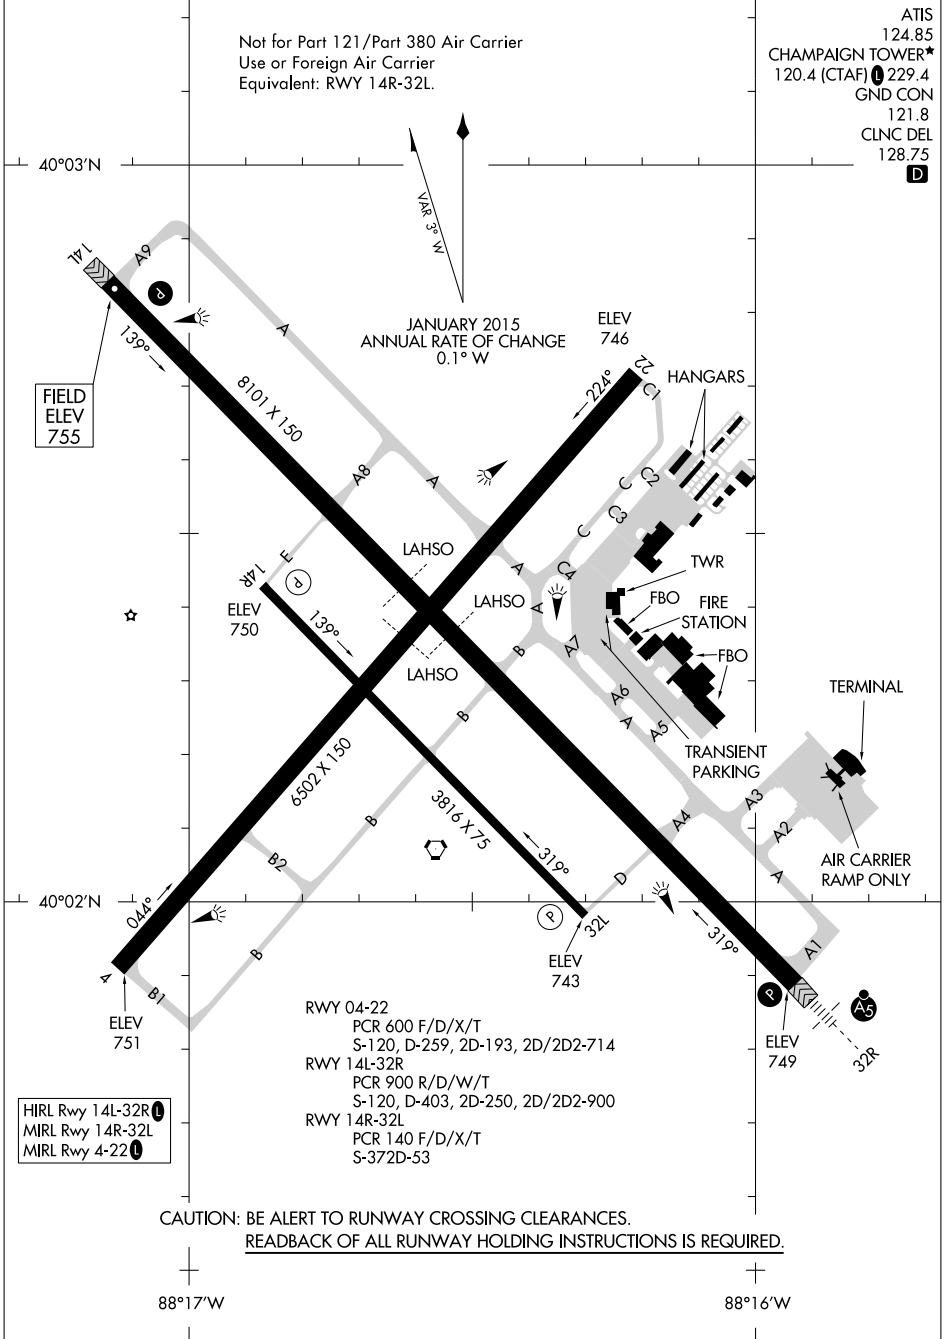 ATIS
124.85
CHAMPAIGN TOWER★
120.4 (CTAF) L 229.4
GND CON
121.8
CLNC DEL
128.75
D
Not for Part 121/Part 380 Air Carrier
Use or Foreign Air Carrier
Equivalent: RWY 14R-32L.
40°03'N
VAR 3° W
JANUARY 2015
ANNUAL RATE OF CHANGE
0.1° W
14L
A9
P
139°
A
FIELD
ELEV
755
8101 X 150
ELEV
746
22
224°
C1
HANGARS
A8
A
C
C2
C3
C
LAHSO
E
14R
P
A
C4
TWR
ELEV
750
139°
LAHSO
A
FBO
FIRE
STATION
FBO
B
A7
LAHSO
A6
A
A5
TERMINAL
B
TRANSIENT
PARKING
6502 X 150
3816 X 75
B
A4
A3
A2
319°
B2
D
A
AIR CARRIER
RAMP ONLY
40°02'N
044°
P
32L
319°
A1
4
B
B1
ELEV
743
ELEV
751
P
A5
ELEV
749
32R
RWY 04-22
PCR 600 F/D/X/T
S-120, D-259, 2D-193, 2D/2D2-714
RWY 14L-32R
PCR 900 R/D/W/T
S-120, D-403, 2D-250, 2D/2D2-900
RWY 14R-32L
PCR 140 F/D/X/T
S-372D-53
HIRL Rwy 14L-32R L
MIRL Rwy 14R-32L
MIRL Rwy 4-22 L
CAUTION: BE ALERT TO RUNWAY CROSSING CLEARANCES.
READBACK OF ALL RUNWAY HOLDING INSTRUCTIONS IS REQUIRED.
88°17'W
88°16'W